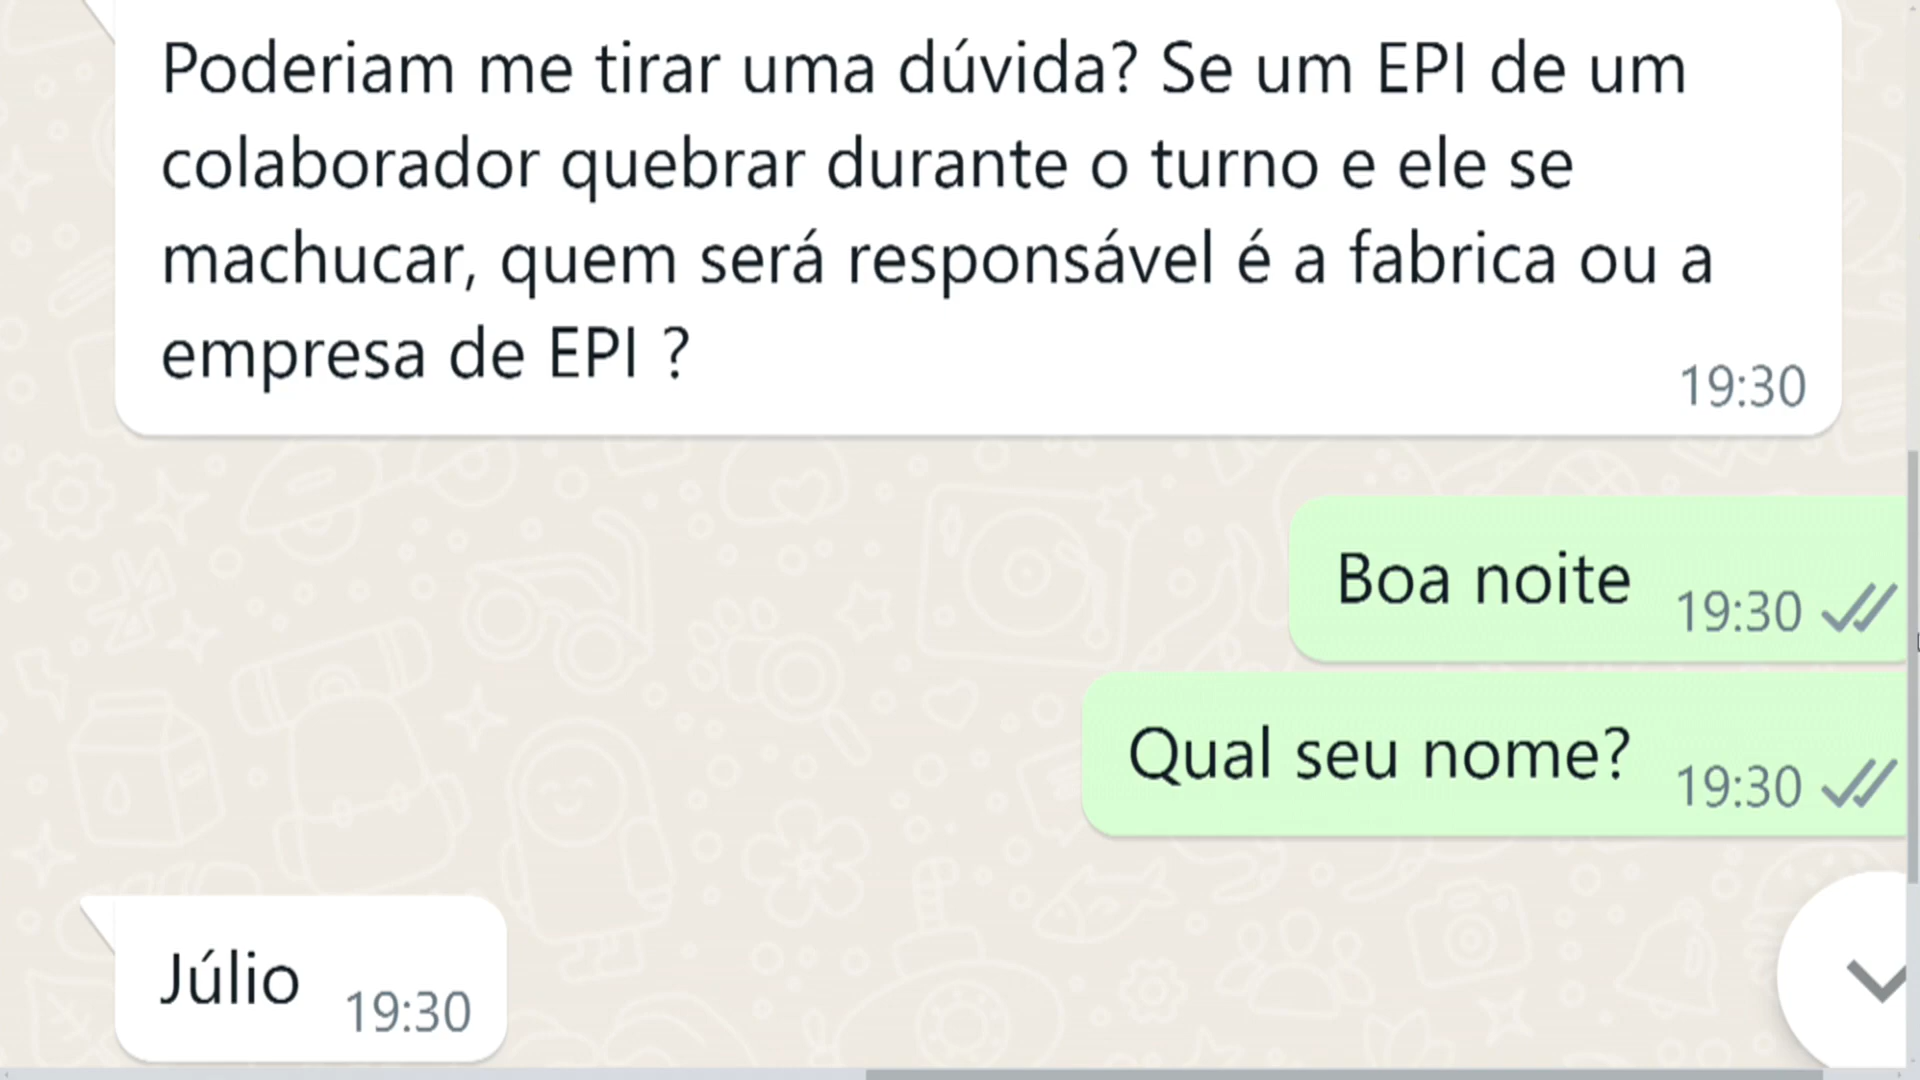 Poderiam me tirar uma dúvida? Se um EPI de um
colaborador quebrar durante o turno e ele se
machucar, quem será responsável é a fabrica ou a
empresa de EPI ?
19:30
Boa noite 19:30
Qual seu nome? 19:30
Júlio 19:30